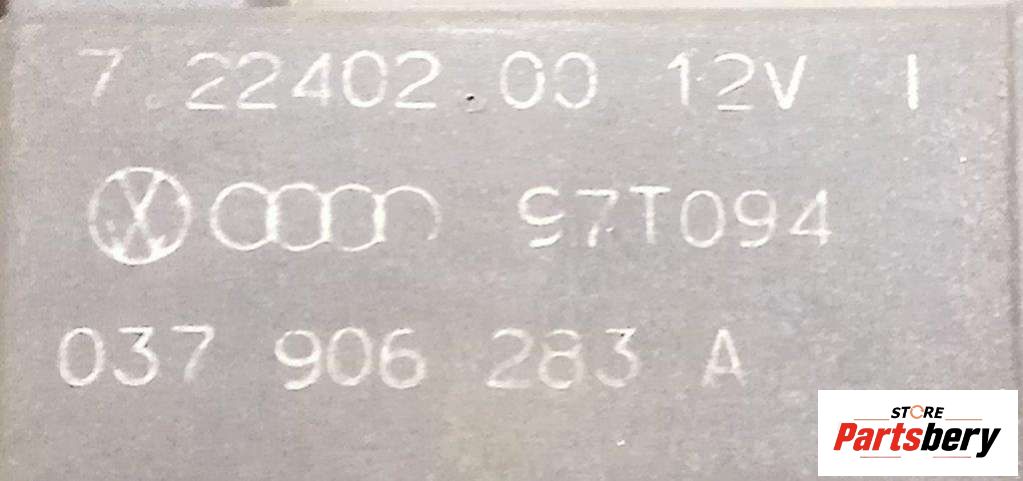 7.22402.00 12V I
97T094
037 906 283 A
STORE
Partsbery